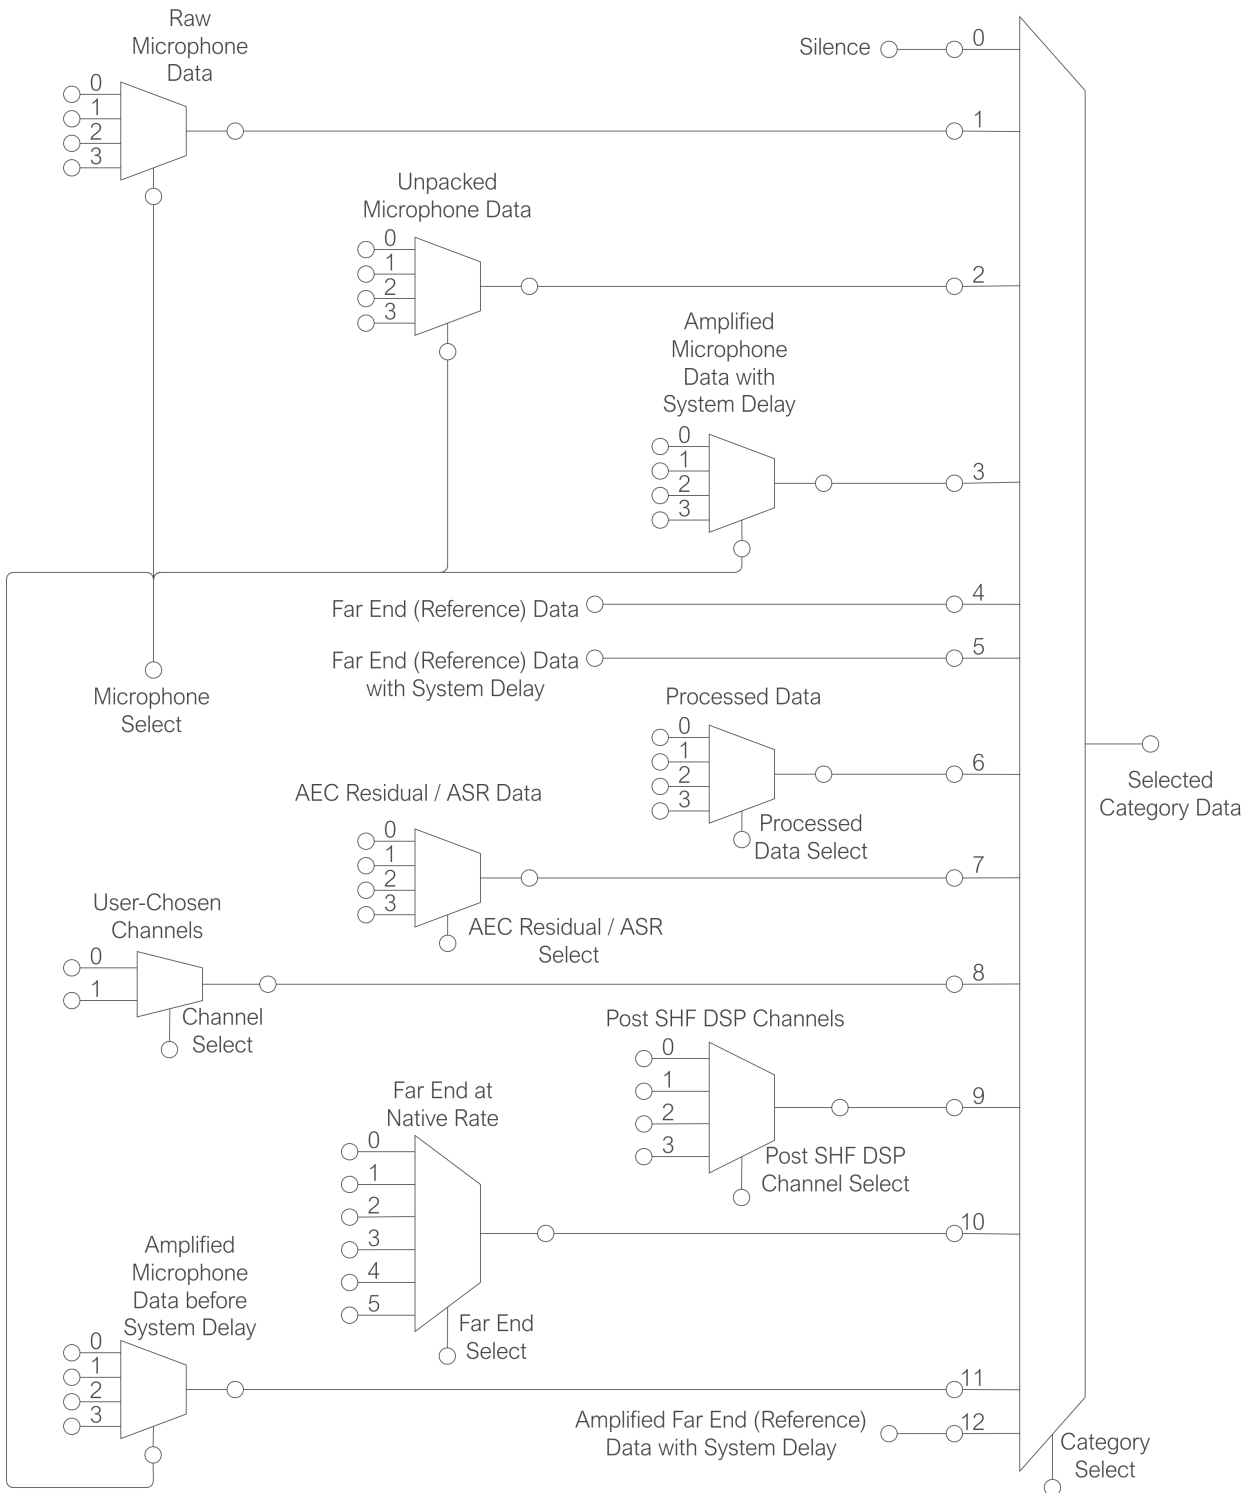 Raw
Microphone
Data
0
1
2
3
Silence
0
1
Unpacked
Microphone Data
0
1
2
3
2
Amplified
Microphone
Data with
System Delay
0
1
2
3
3
Far End (Reference) Data
4
Far End (Reference) Data
with System Delay
5
Microphone
Select
Processed Data
0
1
2
3
6
Processed
Data Select
Selected
Category Data
AEC Residual / ASR Data
0
1
2
3
7
AEC Residual / ASR
Select
User-Chosen
Channels
0
1
8
Channel
Select
Post SHF DSP Channels
0
1
2
3
9
Post SHF DSP
Channel Select
Far End at
Native Rate
0
1
2
3
4
5
10
Far End
Select
Amplified
Microphone
Data before
System Delay
0
1
2
3
11
Amplified Far End (Reference)
Data with System Delay
12
Category
Select